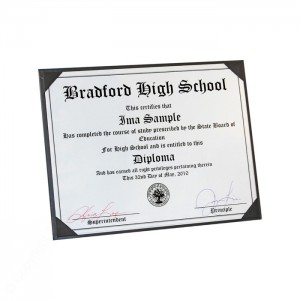 Bradford High School
This certifies that
Ima Sample
Has completed the course of study prescribed by the State Board of
Education
For High School and is entitled to this
Diploma
And has earned all right privileges pertaining thereto
This 32nd Day of May, 2012
Superintendent
Principle